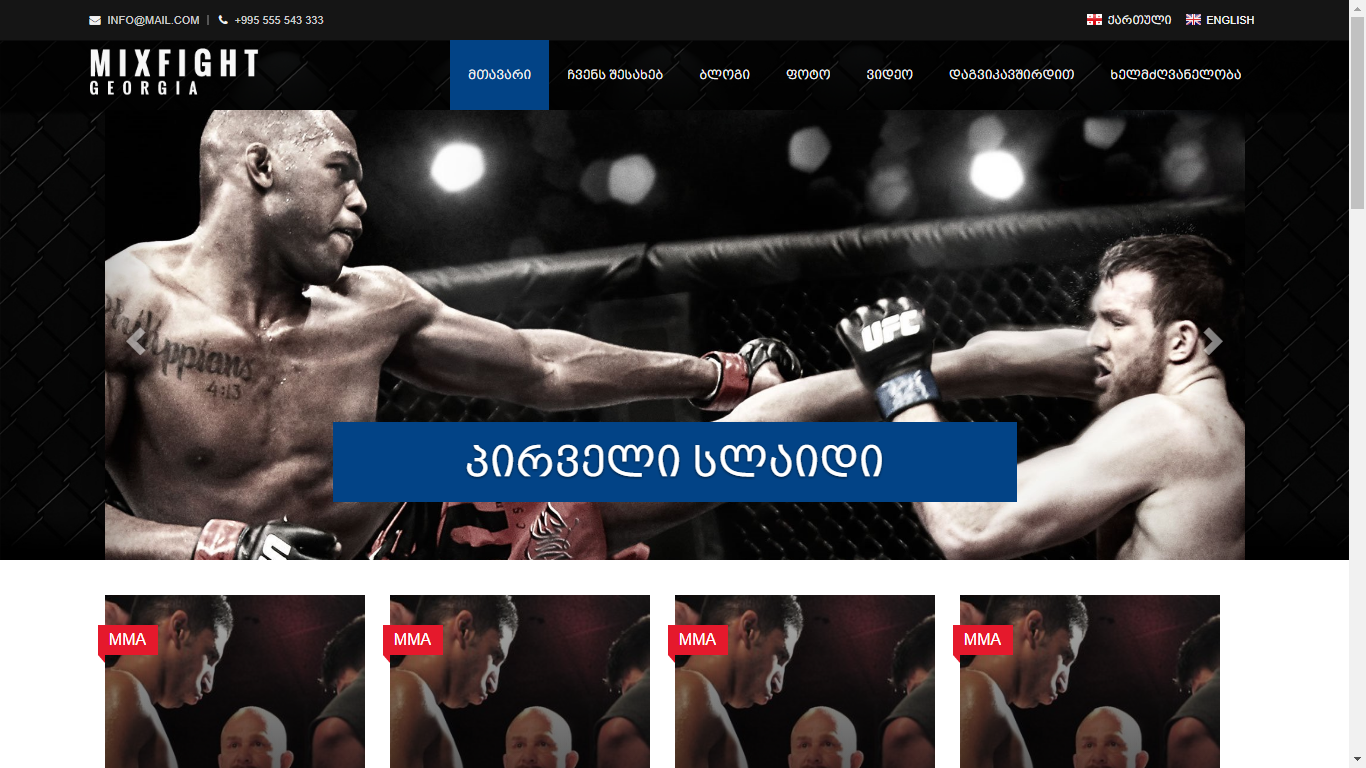 INFO@MAIL.COM | +995 555 543 333
ქართული ENGLISH
MIXFIGHT
GEORGIA
მთავარი ჩვენს შესახებ ბლოგი ფოტო ვიდეო დაგვიკავშირდით ხელმძღვანელობა
Philippians
4:13
UFC
პირველი სლაიდი
MMA MMA MMA MMA